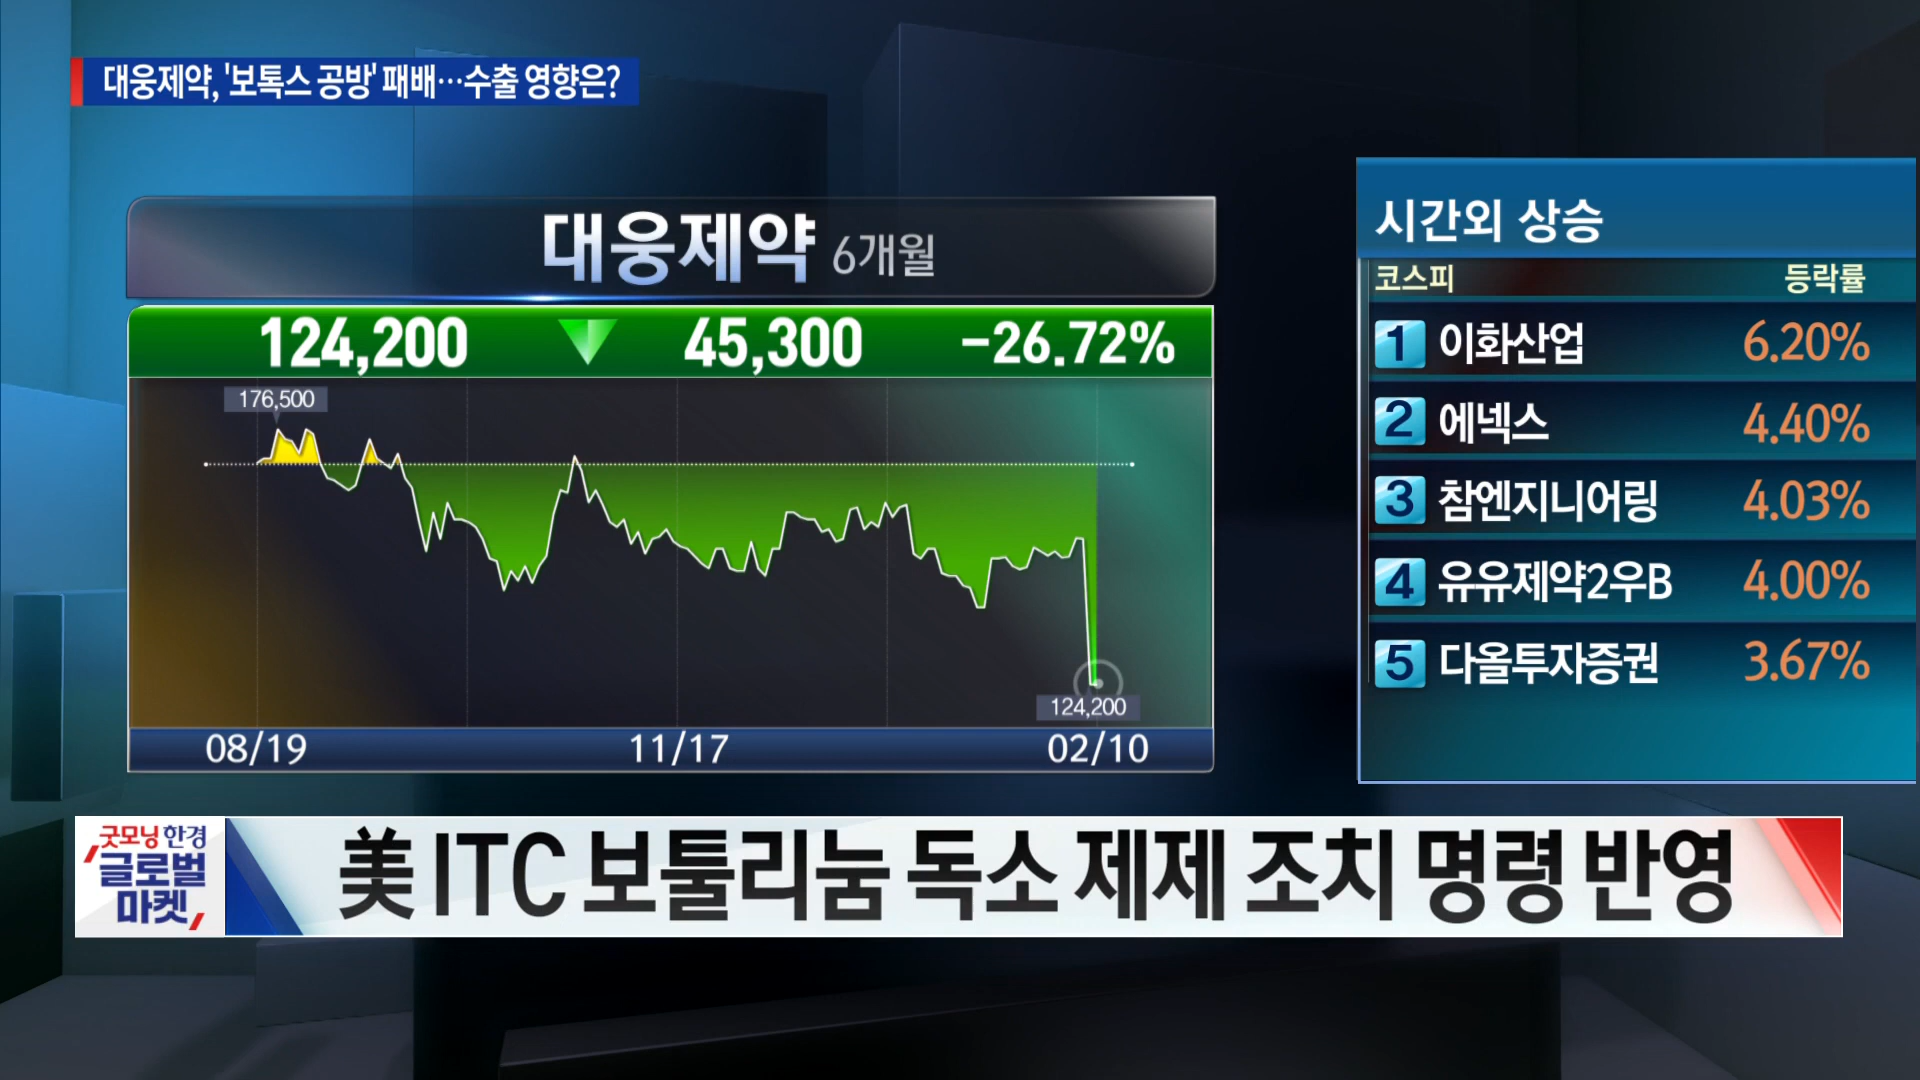 대웅제약, '보톡스 공방' 패배…수출 영향은?
대웅제약 6개월
124,200 ▼ 45,300 -26.72%
176,500
124,200
08/19 11/17 02/10
시간외 상승
코스피 등락률
1 이화산업 6.20%
2 에넥스 4.40%
3 참엔지니어링 4.03%
4 유유제약2우B 4.00%
5 다올투자증권 3.67%
굿모닝 한경
글로벌
마켓
美 ITC 보툴리눔 독소 제제 조치 명령 반영